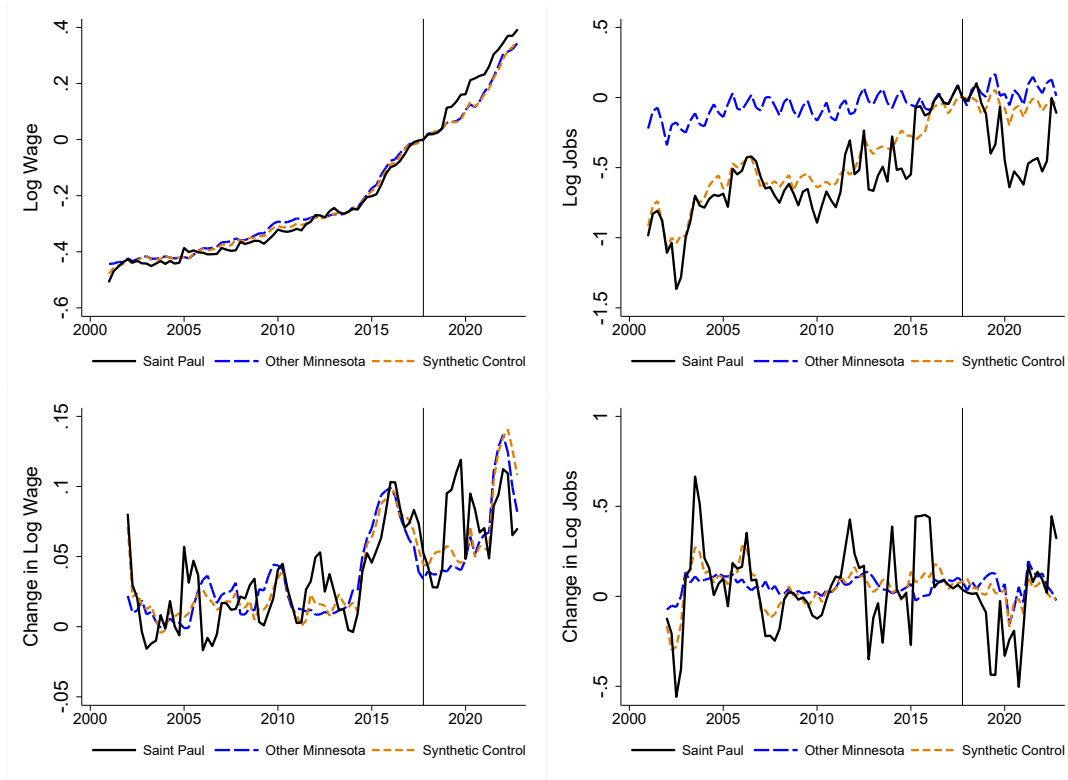 Log Wage
.4
.2
0
-.2
-.4
-.6
2000 2005 2010 2015 2020
Saint Paul Other Minnesota Synthetic Control
Log Jobs
.5
0
-.5
-1
-1.5
2000 2005 2010 2015 2020
Saint Paul Other Minnesota Synthetic Control
Change in Log Wage
.15
.1
.05
0
-.05
2000 2005 2010 2015 2020
Saint Paul Other Minnesota Synthetic Control
Change in Log Jobs
1
.5
0
-.5
2000 2005 2010 2015 2020
Saint Paul Other Minnesota Synthetic Control